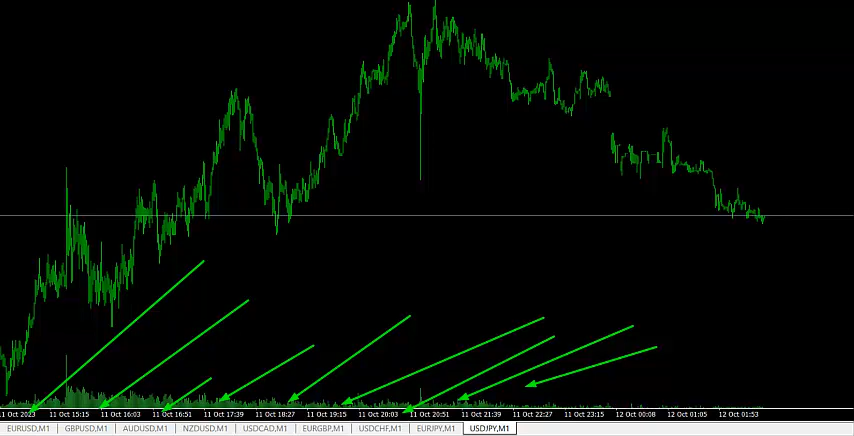 11 Oct 2023 11 Oct 15:15 11 Oct 16:03 11 Oct 16:51 11 Oct 17:39 11 Oct 18:27 11 Oct 19:15 11 Oct 20:03 11 Oct 20:51 11 Oct 21:39 11 Oct 22:27 11 Oct 23:15 12 Oct 00:08 12 Oct 01:05 12 Oct 01:53
EURUSD,M1 GBPUSD,M1 AUDUSD,M1 NZDUSD,M1 USDCAD,M1 EURGBP,M1 USDCHF,M1 EURJPY,M1 USDJPY,M1